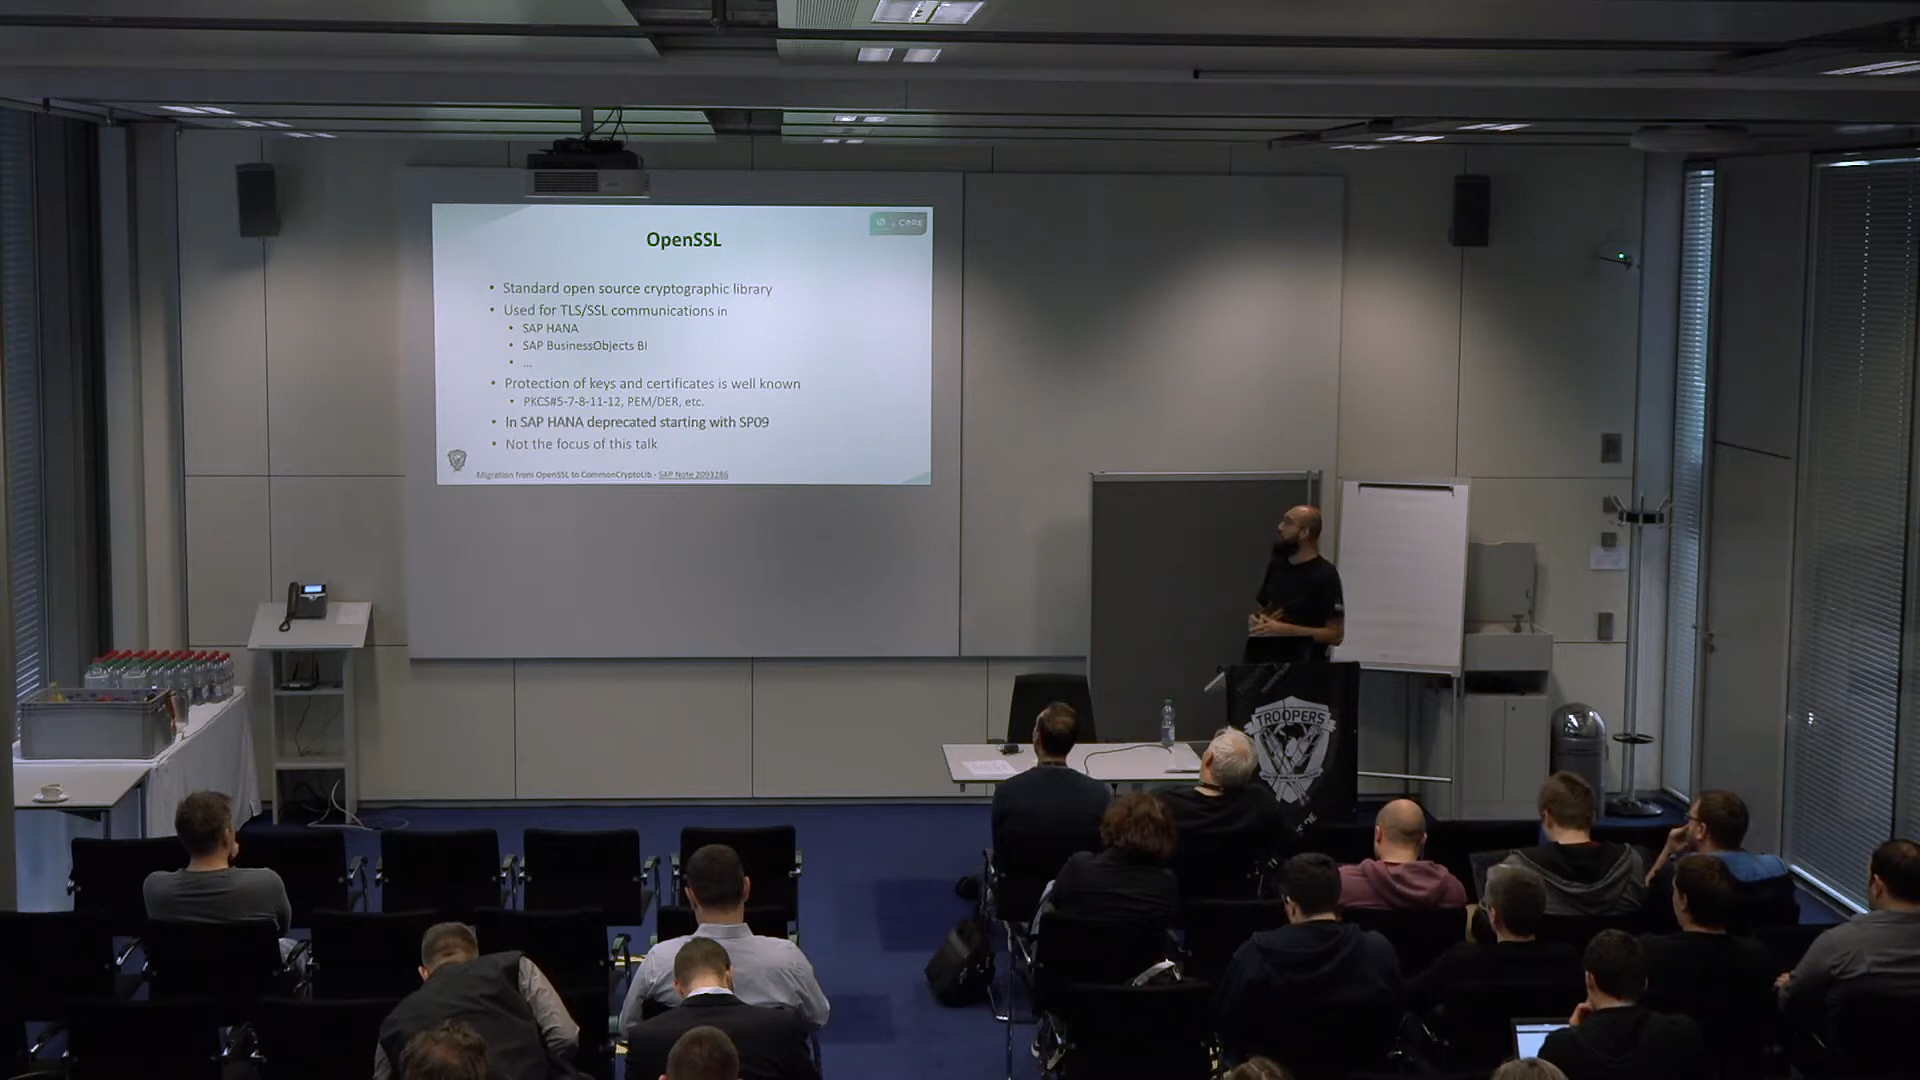 OpenSSL
CORE
• Standard open source cryptographic library
• Used for TLS/SSL communications in
• SAP HANA
• SAP BusinessObjects BI
• ...
• Protection of keys and certificates is well known
• PKCS#5-7-8-11-12, PEM/DER, etc.
• In SAP HANA deprecated starting with SP09
• Not the focus of this talk
Migration from OpenSSL to CommonCryptoLib - SAP Note 2093286
TROOPERS